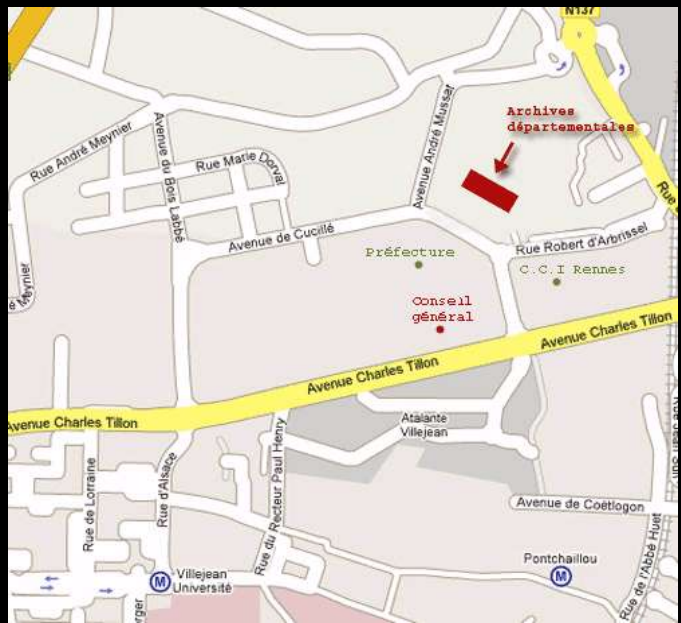 N137
Archives
départementales
Avenue André Mussat
Rue André Meynier
Avenue du Bois Labbé
Rue Marie Dorval
Avenue de Cucillé
Préfecture
Rue Robert d'Arbrissel
C.C.I Rennes
Conseil
général
Avenue Charles Tillon
Avenue Charles Tillon
Avenue Charles Tillon
Atalante
Villejean
Rue du Recteur Paul Henry
Rue de Lorraine
Rue d'Alsace
Avenue de Coëtlogon
Pontchaillou
M
M
Villejean
Université
Rue de l'Abbé Huet